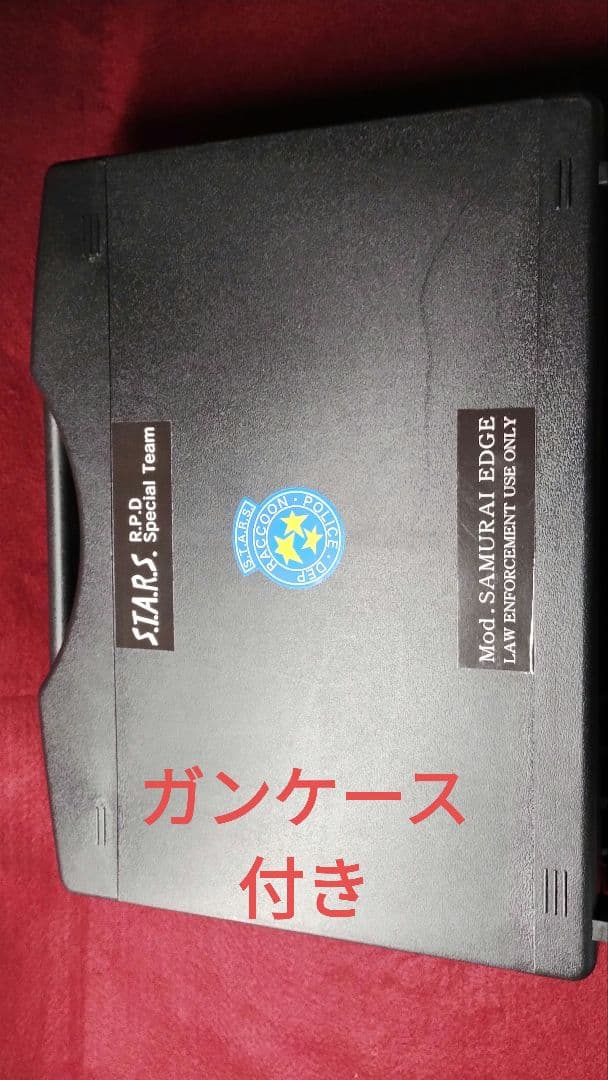 S.T.A.R.S. R.P.D
Special Team
S.T.A.R.S.
RACCOON・POLICE・DEP
Mod.SAMURAI EDGE
LAW ENFORCEMENT USE ONLY
ガンケース
付き